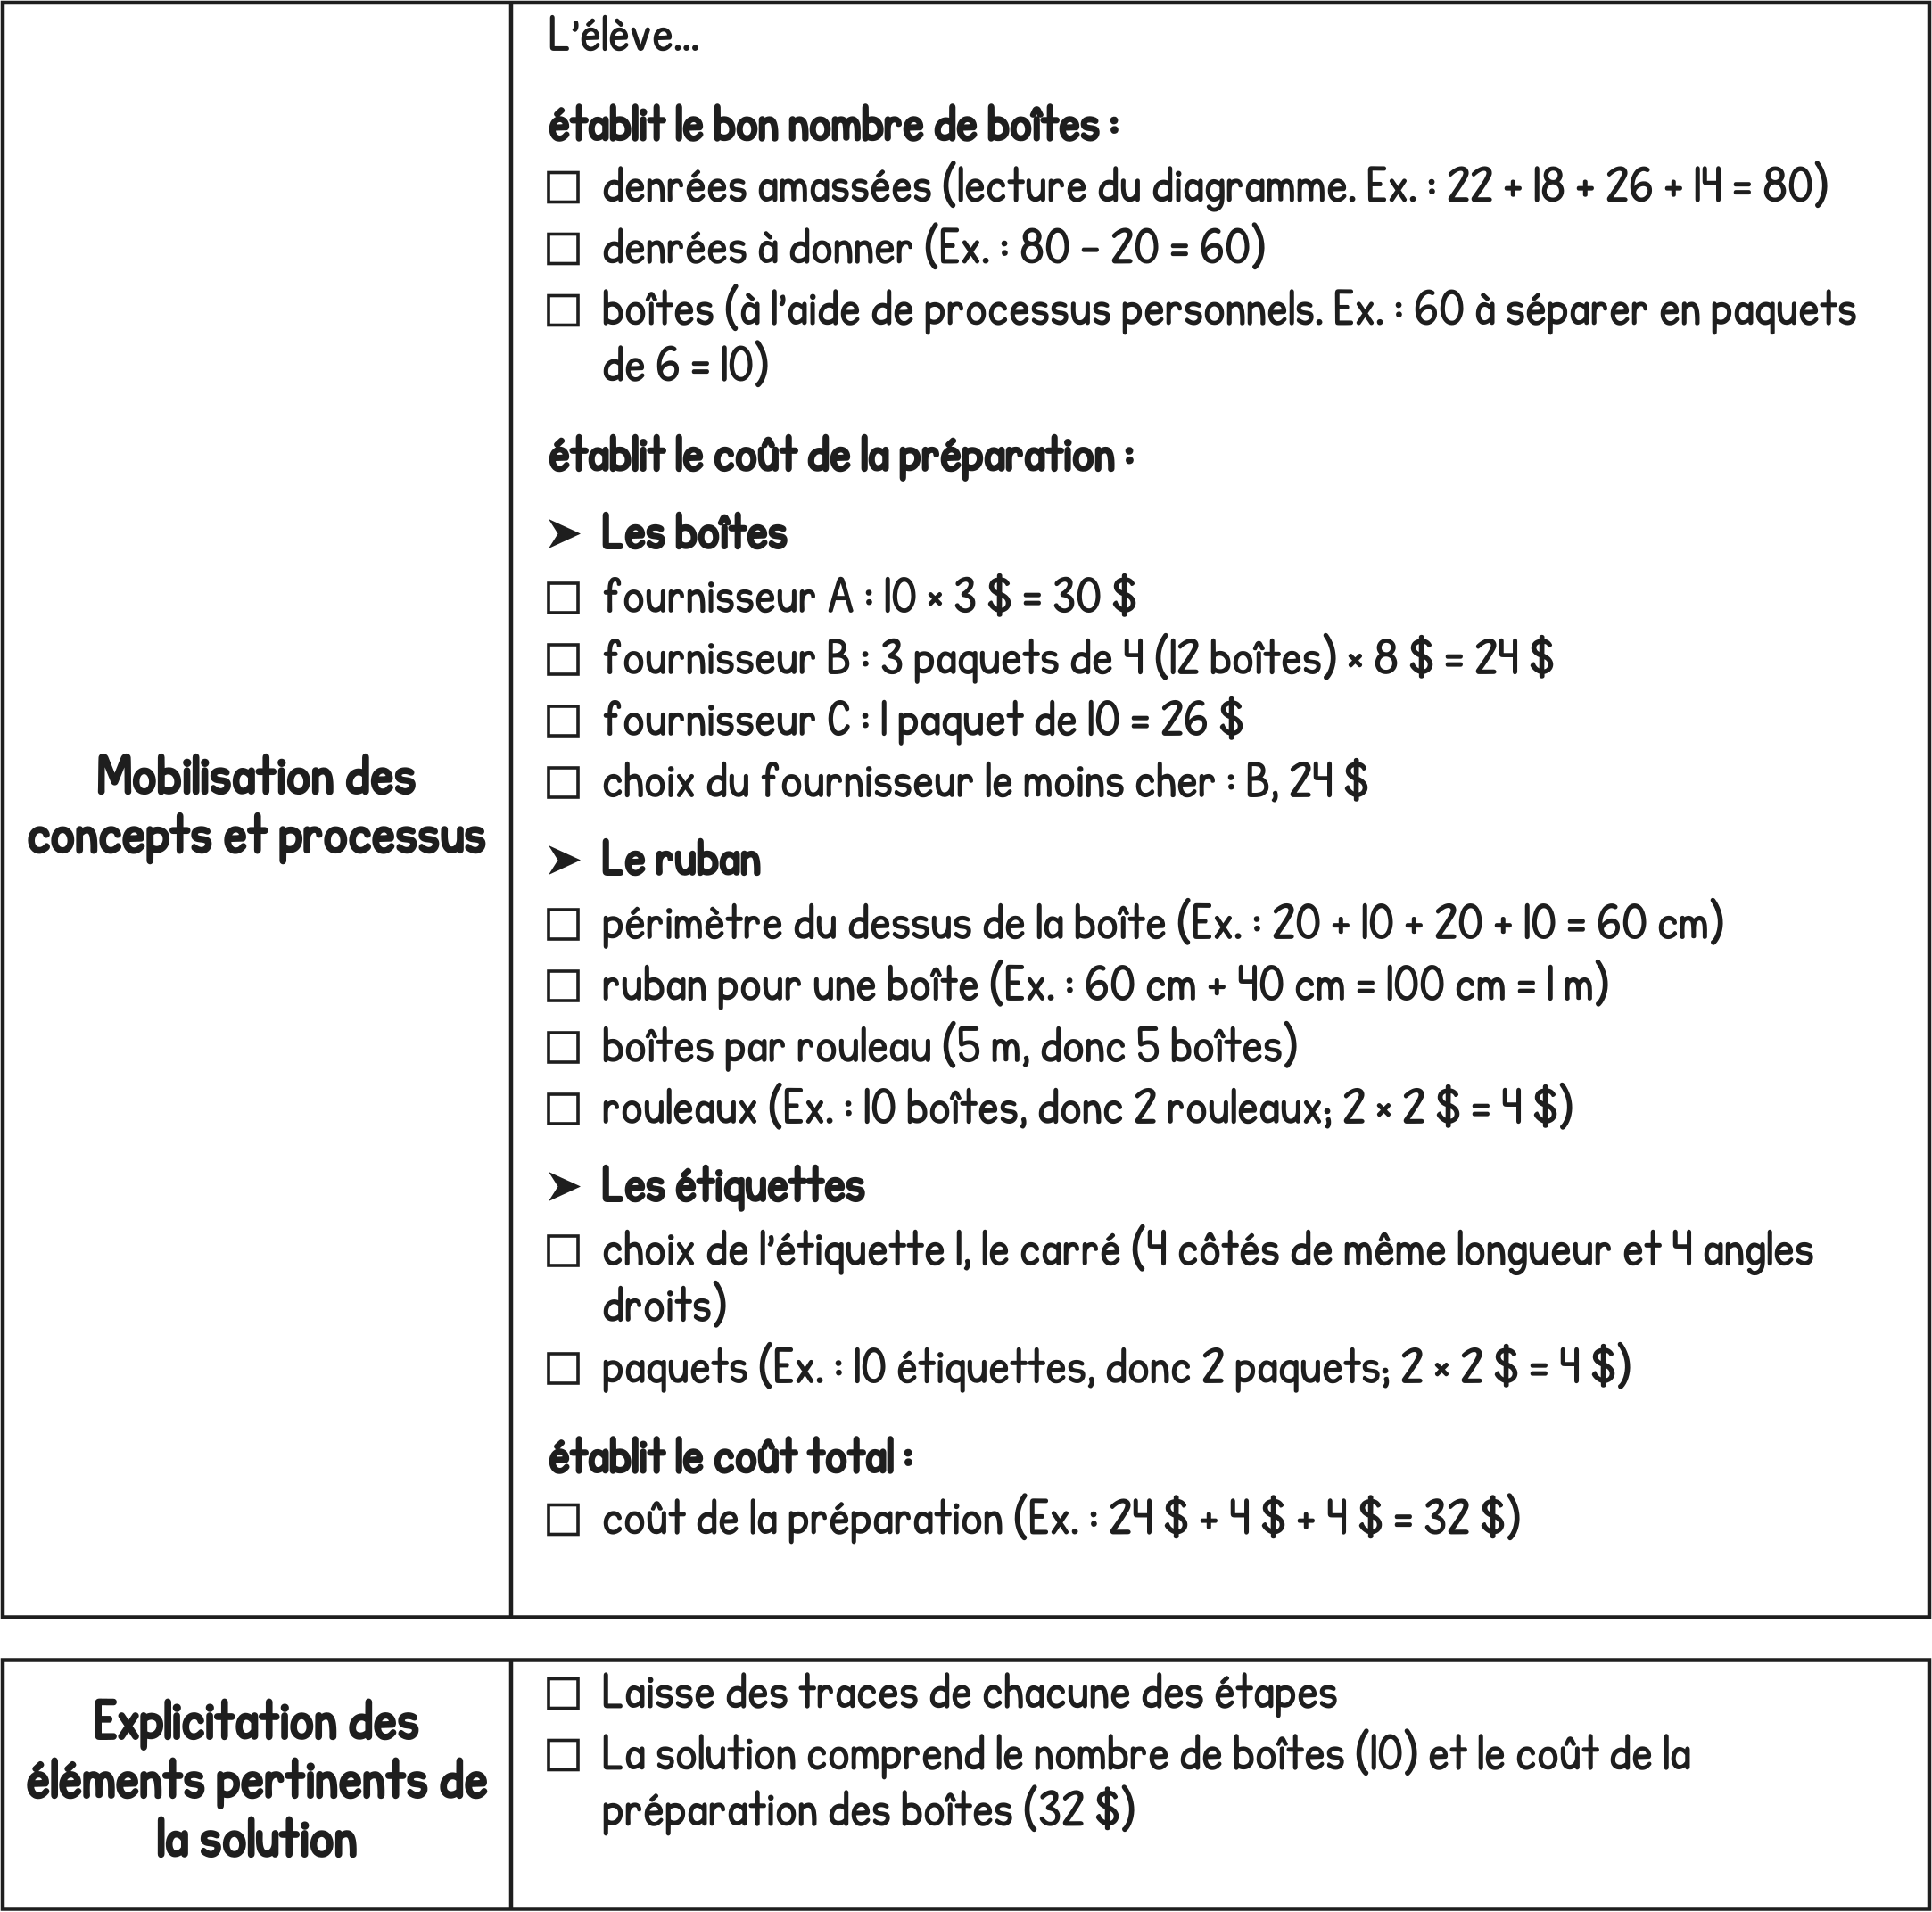 L'élève...
établit le bon nombre de boîtes :
denrées amassées (lecture du diagramme. Ex. : 22 + 18 + 26 + 14 = 80)
denrées à donner (Ex. : 80 – 20 = 60)
boîtes (à l'aide de processus personnels. Ex. : 60 à séparer en paquets
de 6 = 10)
établit le coût de la préparation :
➤ Les boîtes
fournisseur A : 10 × 3 $ = 30 $
fournisseur B : 3 paquets de 4 (12 boîtes) × 8 $ = 24 $
fournisseur C : 1 paquet de 10 = 26 $
choix du fournisseur le moins cher : B, 24 $
➤ Le ruban
périmètre du dessus de la boîte (Ex. : 20 + 10 + 20 + 10 = 60 cm)
ruban pour une boîte (Ex. : 60 cm + 40 cm = 100 cm = 1 m)
boîtes par rouleau (5 m, donc 5 boîtes)
rouleaux (Ex. : 10 boîtes, donc 2 rouleaux; 2 × 2 $ = 4 $)
➤ Les étiquettes
choix de l'étiquette 1, le carré (4 côtés de même longueur et 4 angles
droits)
paquets (Ex. : 10 étiquettes, donc 2 paquets; 2 × 2 $ = 4 $)
établit le coût total :
coût de la préparation (Ex. : 24 $ + 4 $ + 4 $ = 32 $)
Mobilisation des
concepts et processus
Explicitation des
éléments pertinents de
la solution
Laisse des traces de chacune des étapes
La solution comprend le nombre de boîtes (10) et le coût de la
préparation des boîtes (32 $)